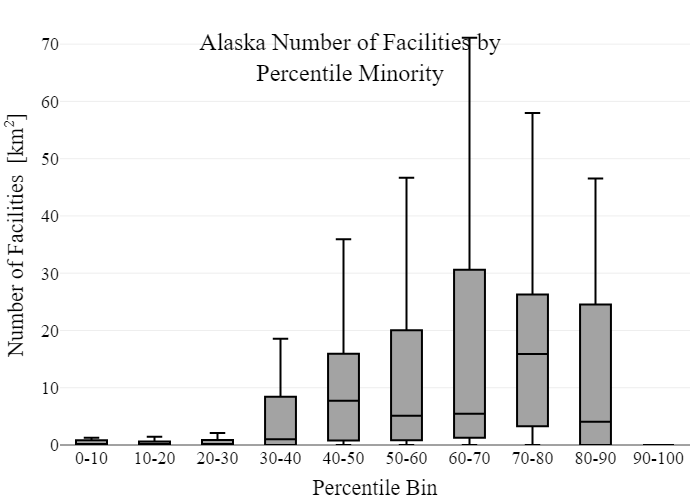 Alaska Number of Facilities by
Percentile Minority
Number of Facilities [km²]
70
60
50
40
30
20
10
0
0-10 10-20 20-30 30-40 40-50 50-60 60-70 70-80 80-90 90-100
Percentile Bin